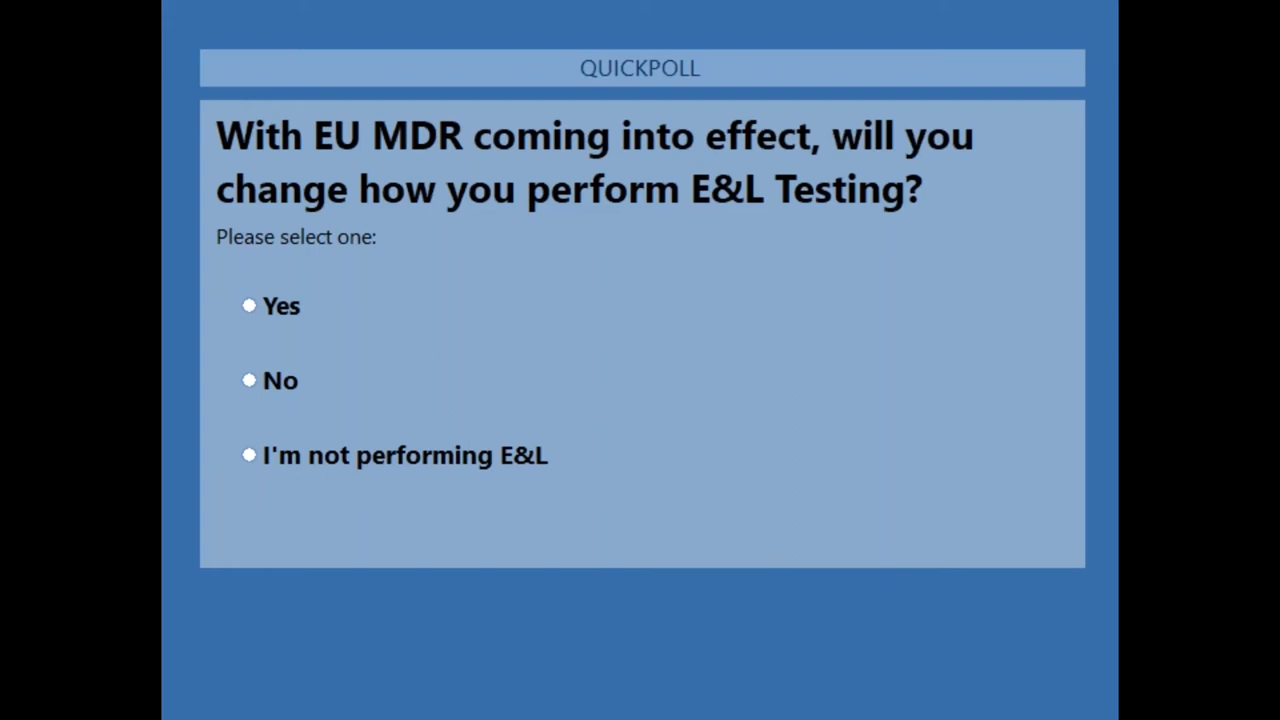 QUICKPOLL
With EU MDR coming into effect, will you
change how you perform E&L Testing?
Please select one:
Yes
No
I'm not performing E&L